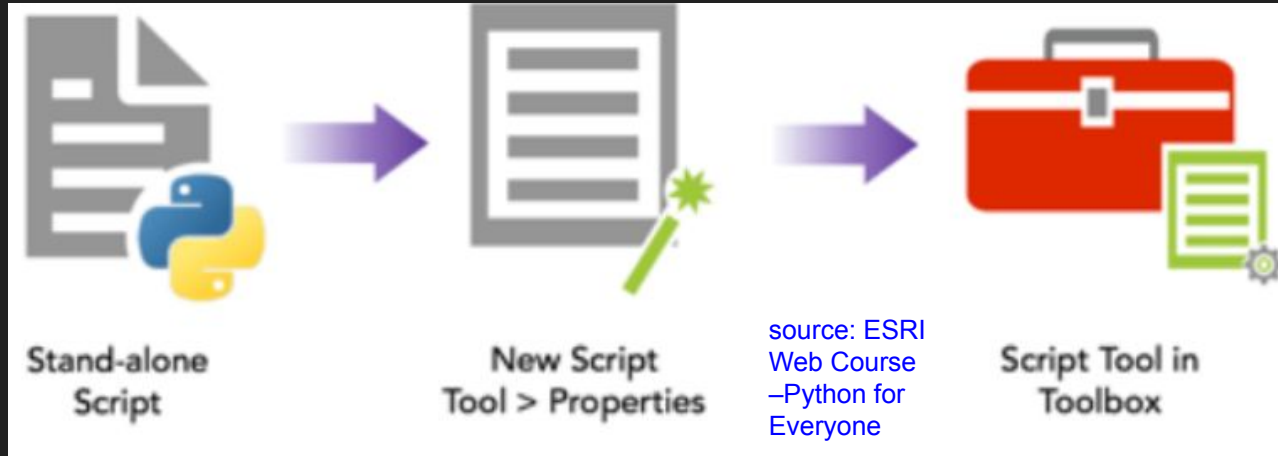 Stand-alone
Script
New Script
Tool > Properties
source: ESRI
Web Course
–Python for
Everyone
Script Tool in
Toolbox